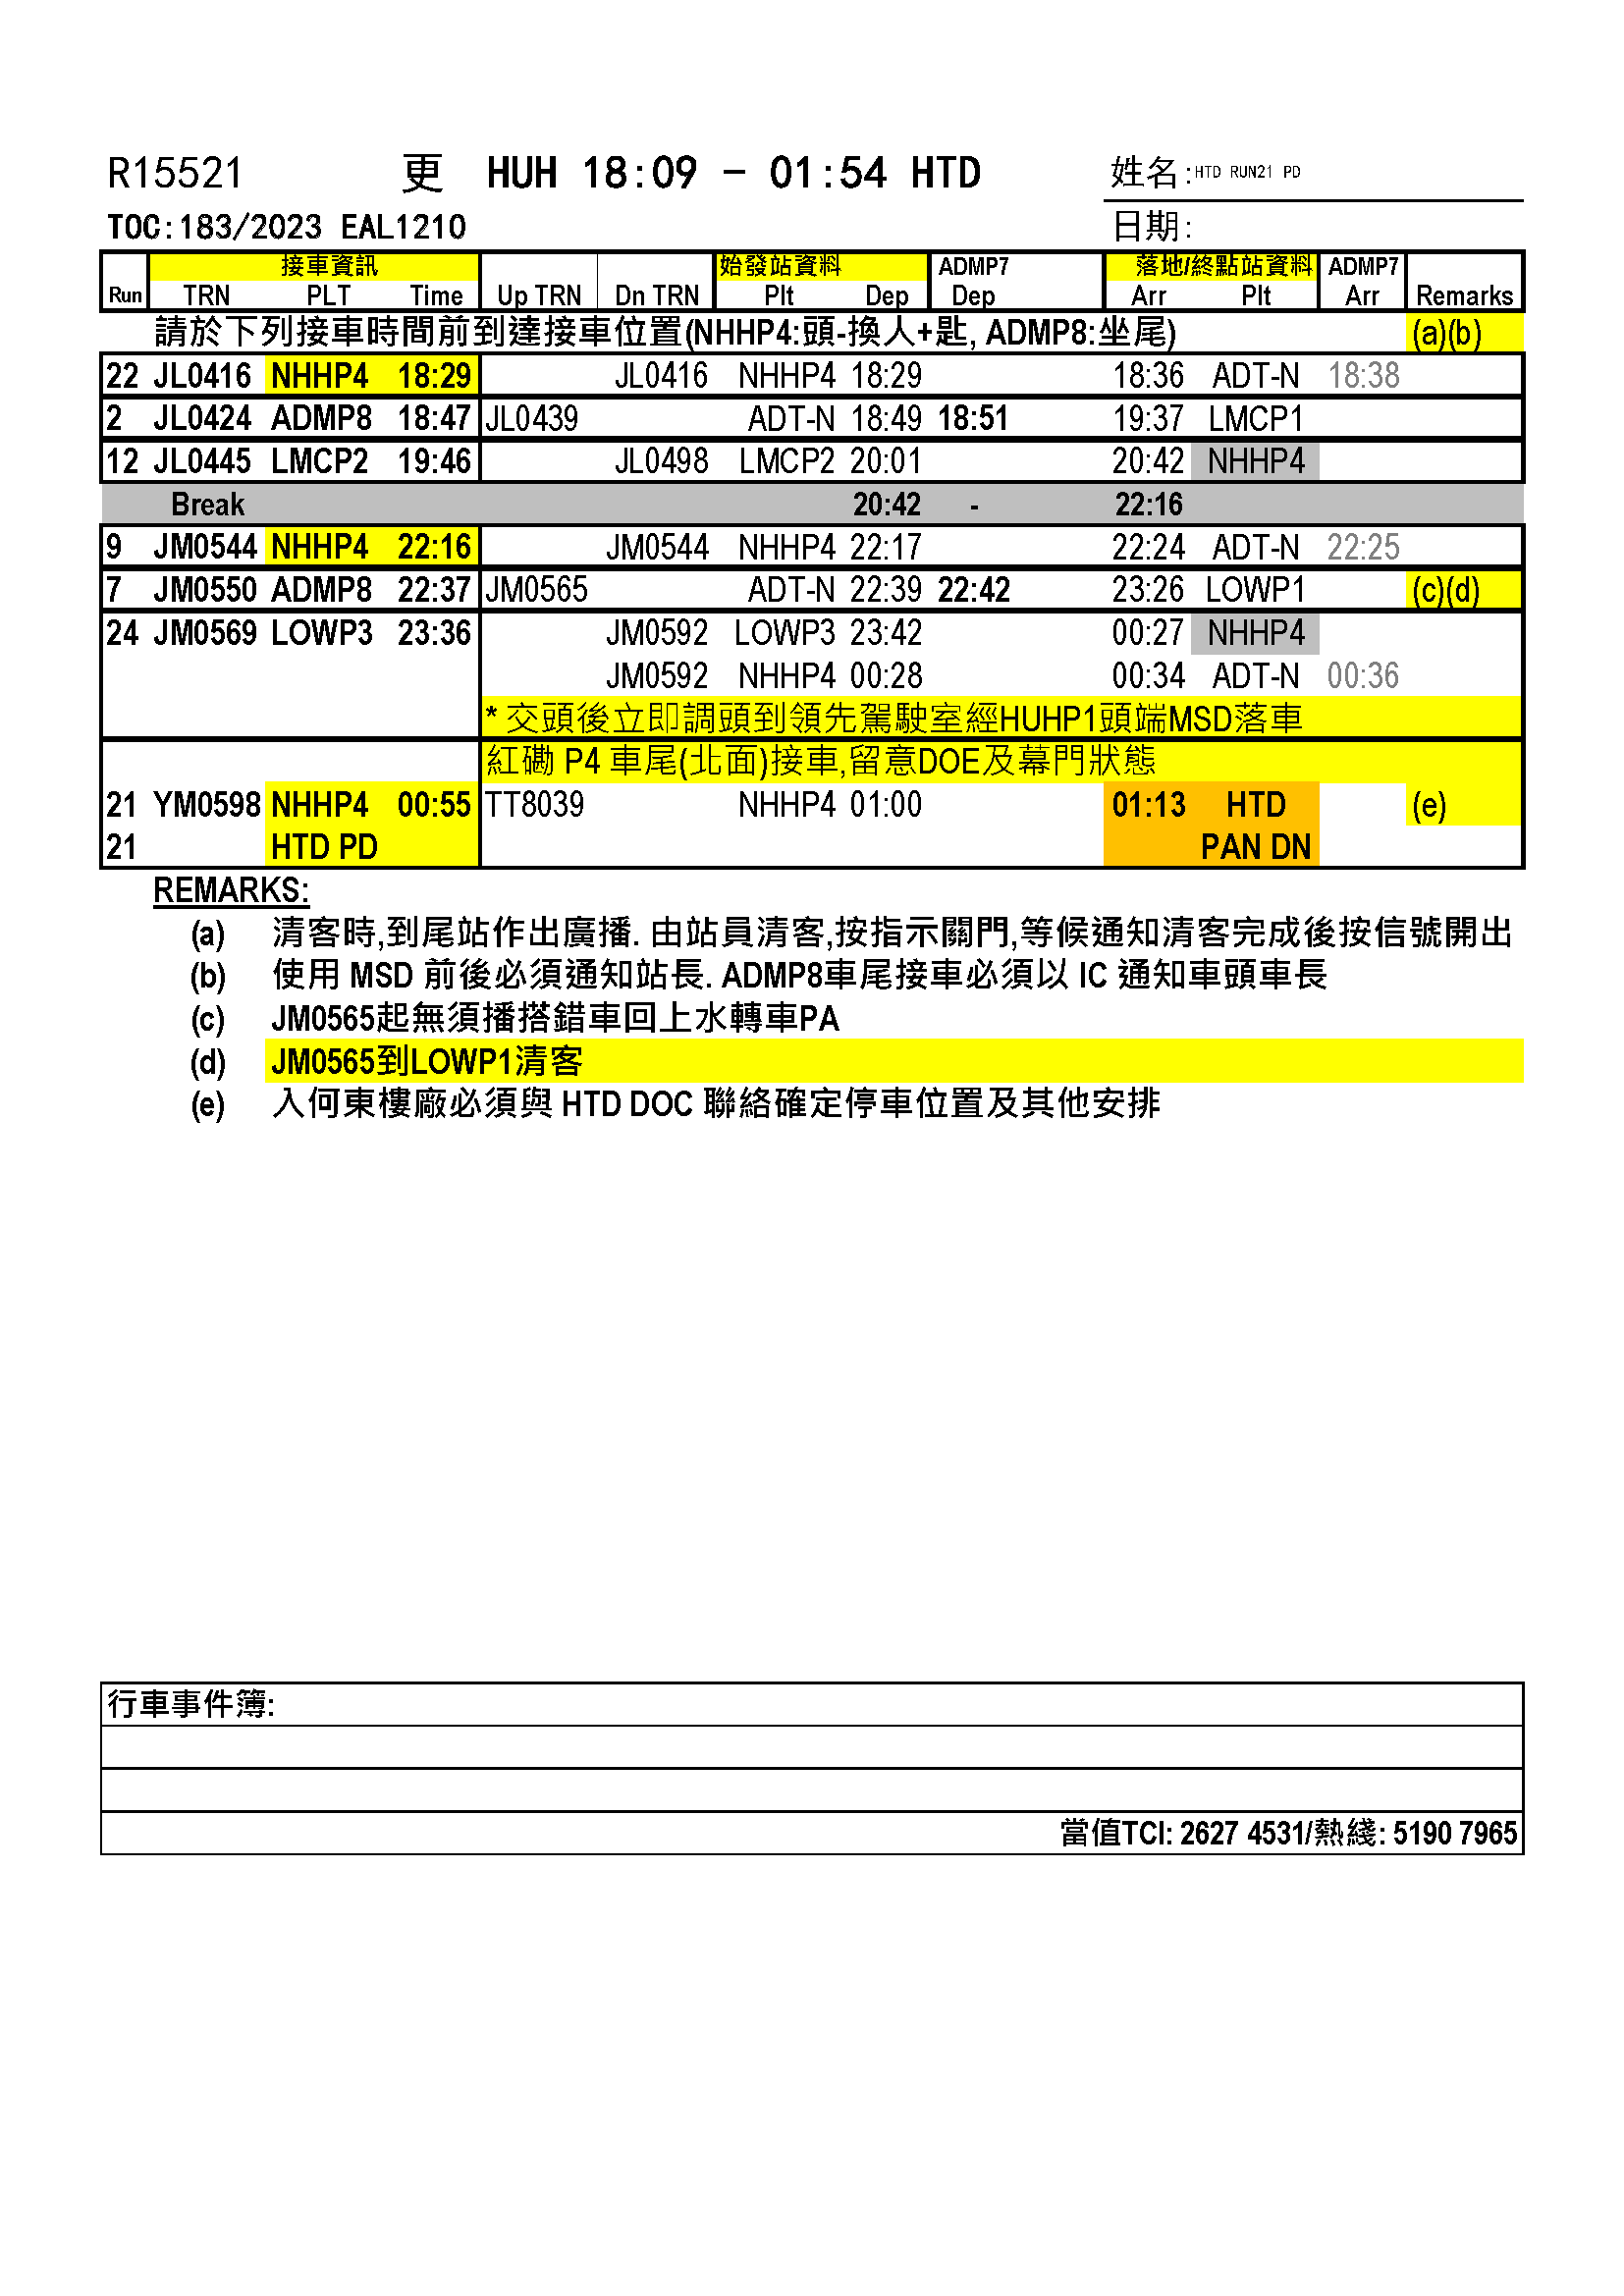 R15521 更 HUH 18:09 - 01:54 HTD 姓名:HTD RUN21 PD
TOC:183/2023 EAL1210 日期:
接車資訊 始發站資料 ADMP7 落地/終點站資料 ADMP7
Run TRN PLT Time Up TRN Dn TRN Plt Dep Dep Arr Plt Arr Remarks
請於下列接車時間前到達接車位置(NHHP4:頭-換人+匙, ADMP8:坐尾) (a)(b)
22 JL0416 NHHP4 18:29 JL0416 NHHP4 18:29 18:36 ADT-N 18:38
2 JL0424 ADMP8 18:47 JL0439 ADT-N 18:49 18:51 19:37 LMCP1
12 JL0445 LMCP2 19:46 JL0498 LMCP2 20:01 20:42 NHHP4
Break 20:42 - 22:16
9 JM0544 NHHP4 22:16 JM0544 NHHP4 22:17 22:24 ADT-N 22:25
7 JM0550 ADMP8 22:37 JM0565 ADT-N 22:39 22:42 23:26 LOWP1 (c)(d)
24 JM0569 LOWP3 23:36 JM0592 LOWP3 23:42 00:27 NHHP4
JM0592 NHHP4 00:28 00:34 ADT-N 00:36
* 交頭後立即調頭到領先駕駛室經HUHP1頭端MSD落車
紅磡 P4 車尾(北面)接車,留意DOE及幕門狀態
21 YM0598 NHHP4 00:55 TT8039 NHHP4 01:00 01:13 HTD (e)
21 HTD PD PAN DN
REMARKS:
(a) 清客時,到尾站作出廣播. 由站員清客,按指示關門,等候通知清客完成後按信號開出
(b) 使用 MSD 前後必須通知站長. ADMP8車尾接車必須以 IC 通知車頭車長
(c) JM0565起無須播搭錯車回上水轉車PA
(d) JM0565到LOWP1清客
(e) 入何東樓廠必須與 HTD DOC 聯絡確定停車位置及其他安排
行車事件簿:
當值TCI: 2627 4531/熱綫: 5190 7965